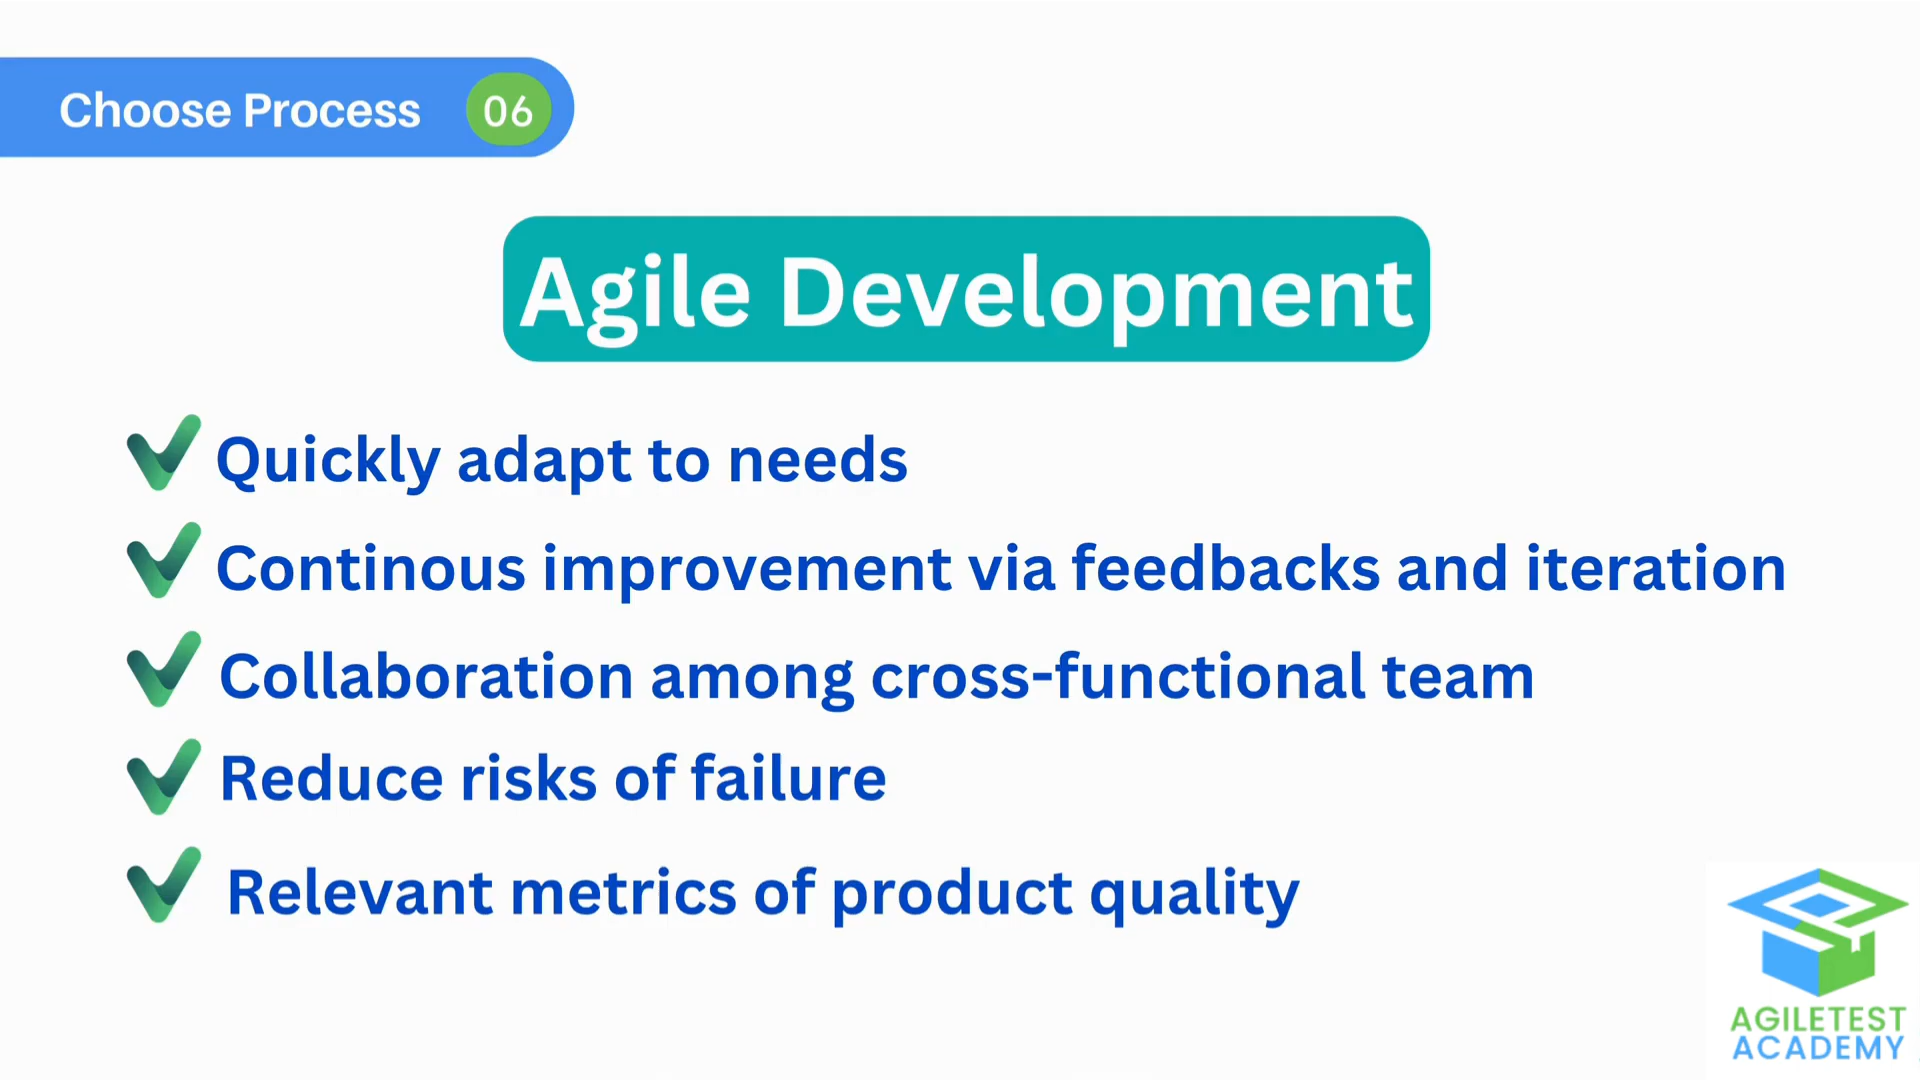 Choose Process 06
Agile Development
Quickly adapt to needs
Continous improvement via feedbacks and iteration
Collaboration among cross-functional team
Reduce risks of failure
Relevant metrics of product quality
AGILETEST
ACADEMY